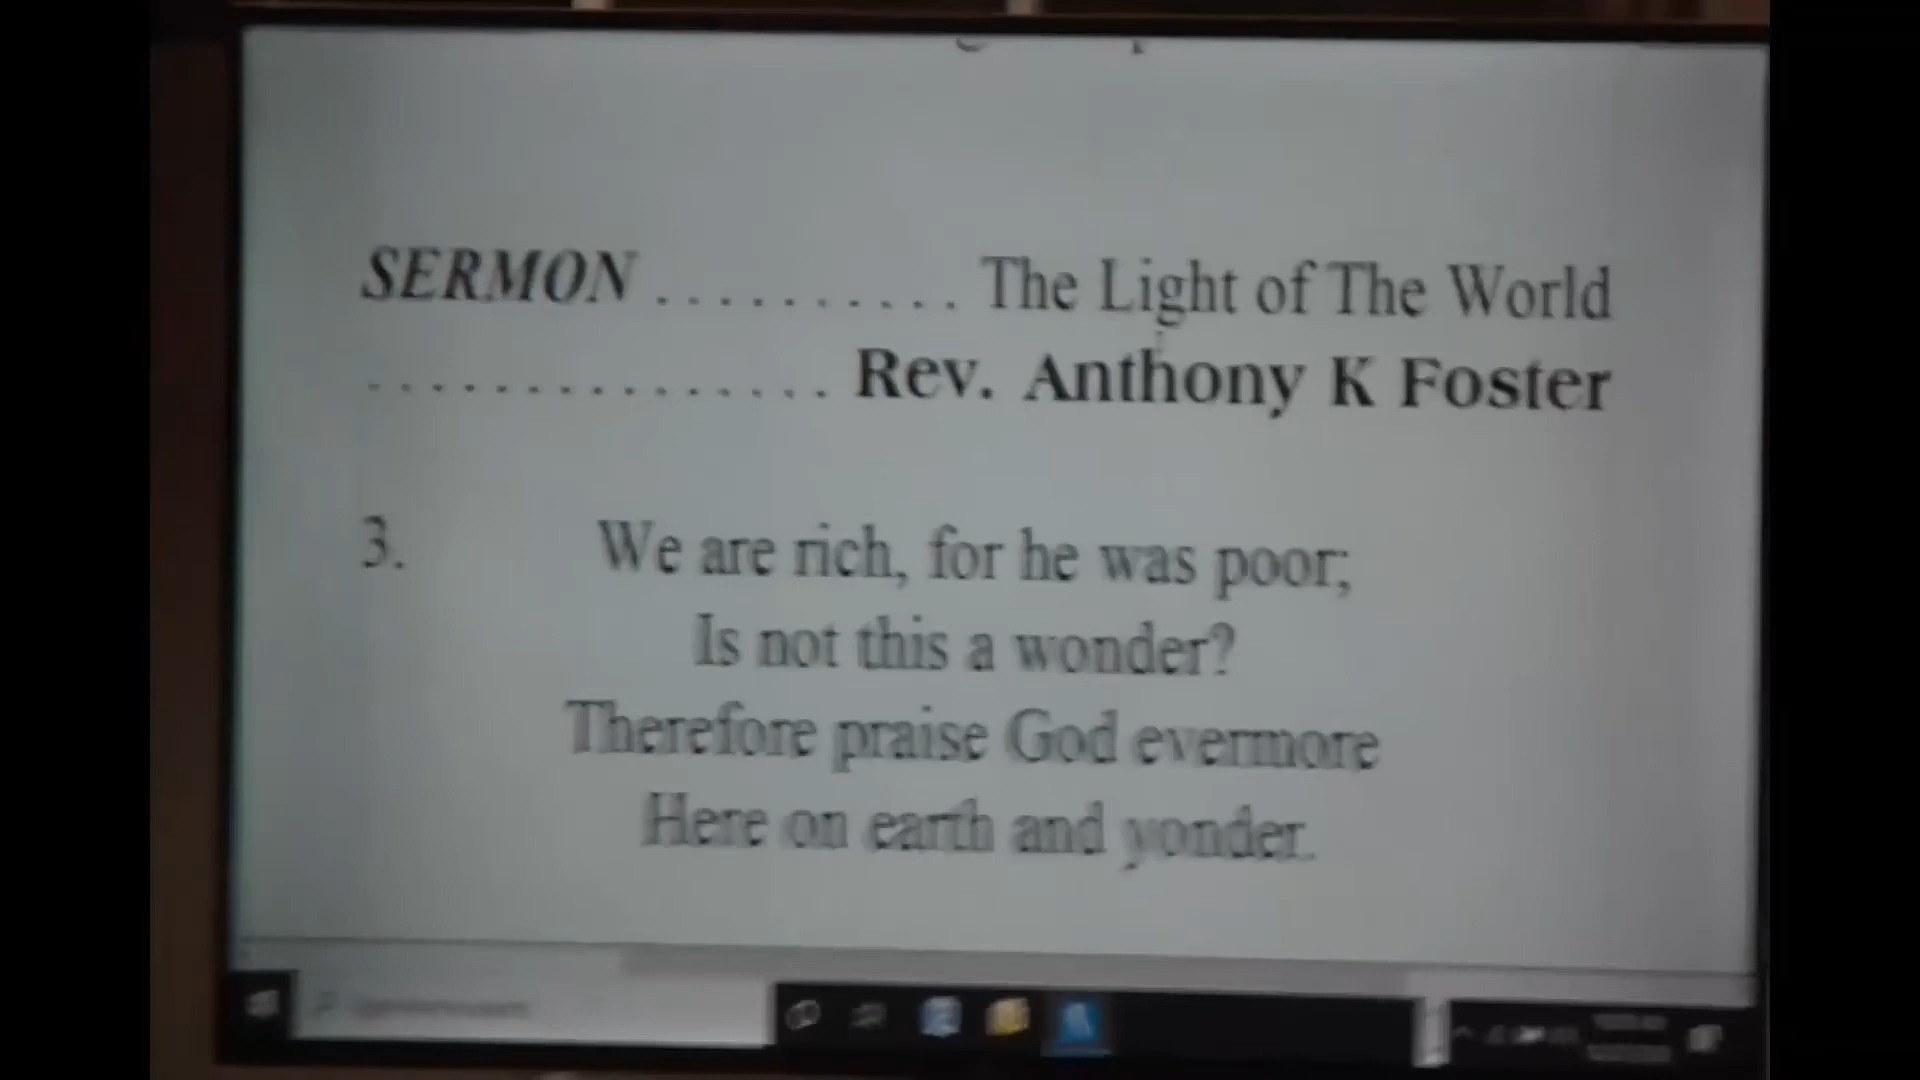 SERMON .......... The Light of The World
............... Rev. Anthony K Foster
3. We are rich, for he was poor;
Is not this a wonder?
Therefore praise God evermore
Here on earth and yonder.